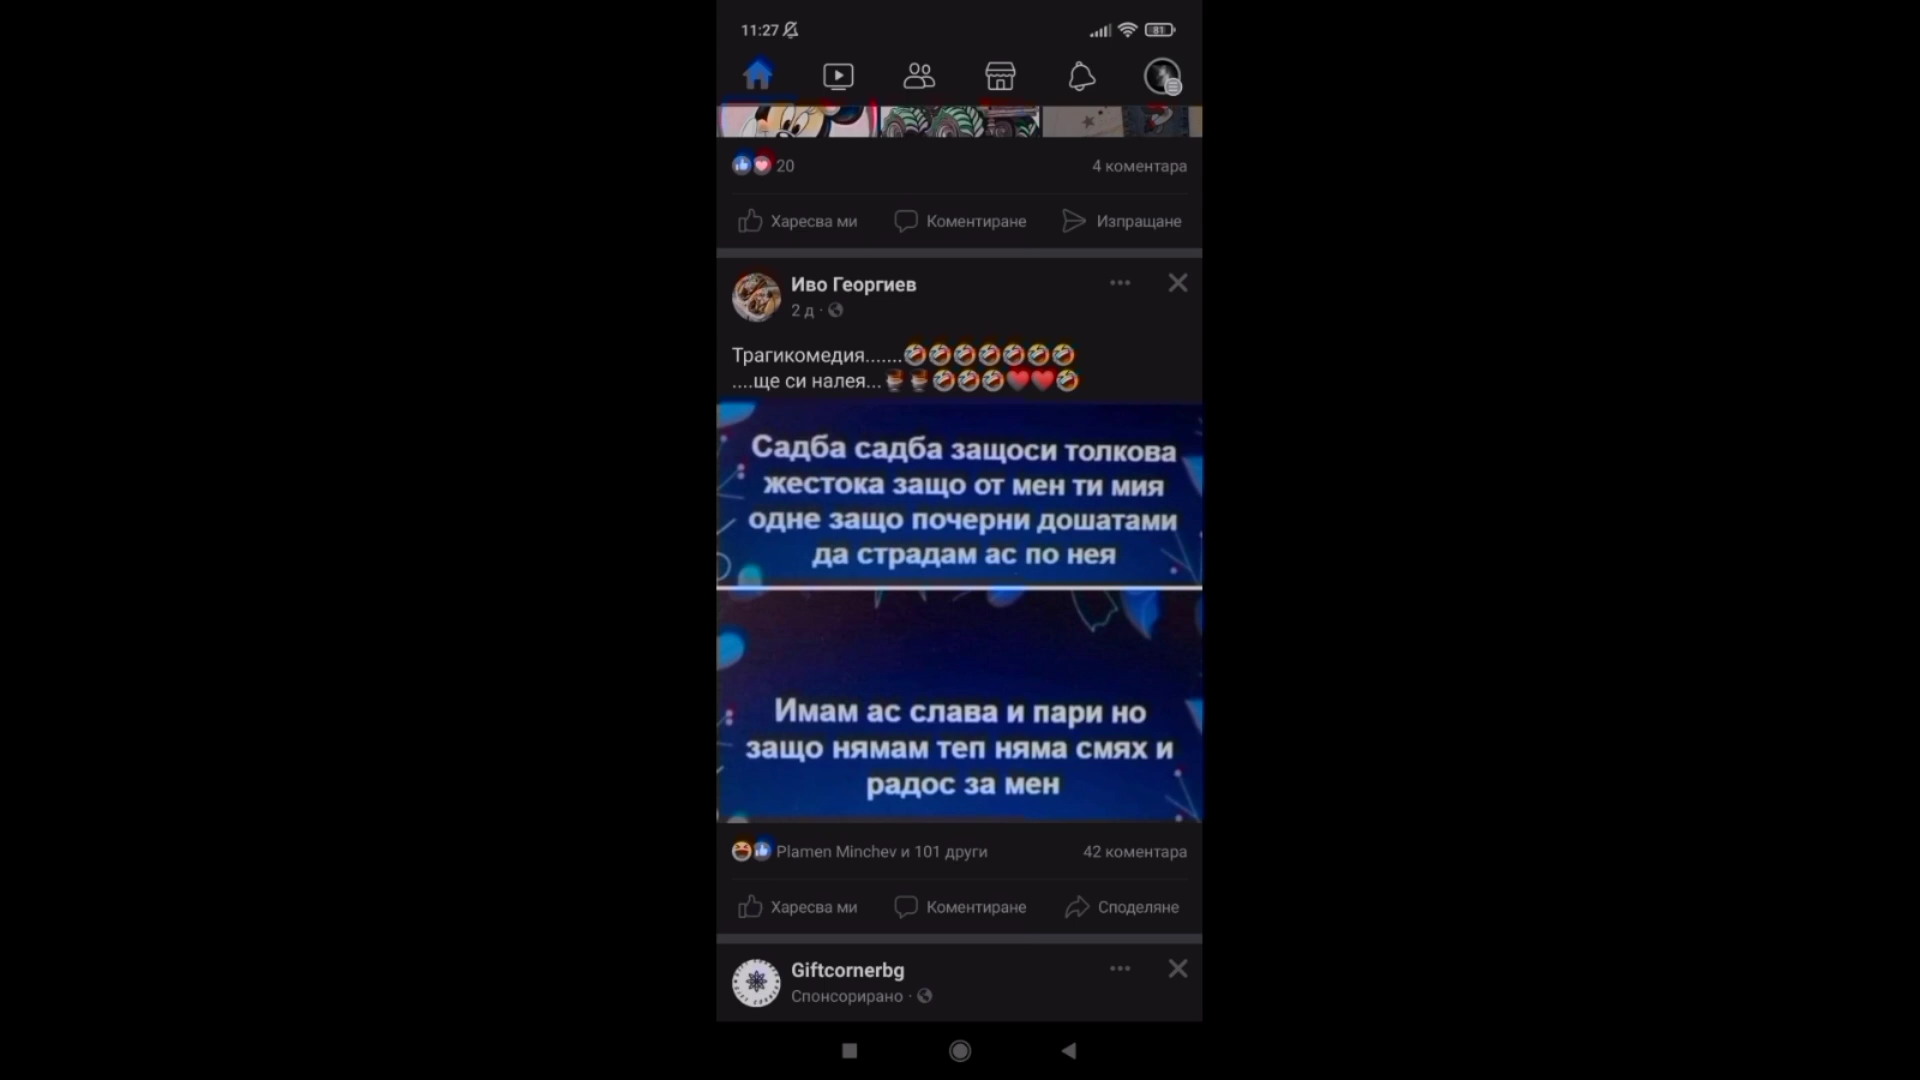 11:27
81
20
4 коментара
Харесва ми
Коментиране
Изпращане
Иво Георгиев
2 д ·
Трагикомедия.......🤣🤣🤣🤣🤣🤣🤣
....ще си налея...🥃🥃🤣🤣🤣❤️❤️🤣
Садба садба защоси толкова
жестока защо от мен ти мия
одне защо почерни дошатами
да страдам ас по нея
Имам ас слава и пари но
защо нямам теп няма смях и
радос за мен
Plamen Minchev и 101 други
42 коментара
Харесва ми
Коментиране
Споделяне
Giftcornerbg
Спонсорирано ·